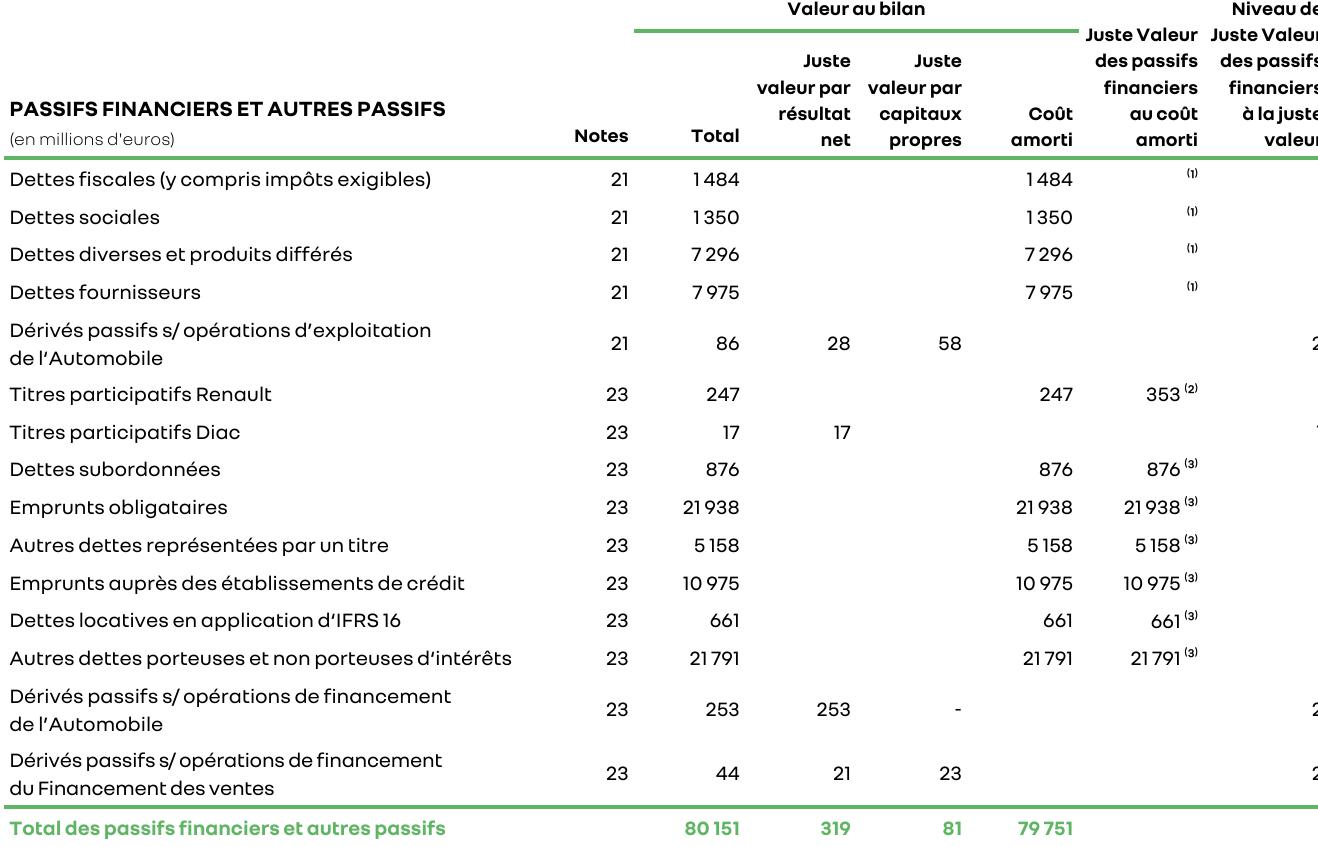 Valeur au bilan
Juste Valeur des passifs financiers au coût amorti
Niveau de Juste Valeur des passifs financiers à la juste valeur
PASSIFS FINANCIERS ET AUTRES PASSIFS
(en millions d'euros)
Notes Total Juste valeur par résultat net Juste valeur par capitaux propres Coût amorti
Dettes fiscales (y compris impôts exigibles) 21 1 484 1 484 (1)
Dettes sociales 21 1 350 1 350 (1)
Dettes diverses et produits différés 21 7 296 7 296 (1)
Dettes fournisseurs 21 7 975 7 975 (1)
Dérivés passifs s/ opérations d’exploitation
de l’Automobile 21 86 28 58 2
Titres participatifs Renault 23 247 247 353 (2)
Titres participatifs Diac 23 17 17
Dettes subordonnées 23 876 876 876 (3)
Emprunts obligataires 23 21 938 21 938 21 938 (3)
Autres dettes représentées par un titre 23 5 158 5 158 5 158 (3)
Emprunts auprès des établissements de crédit 23 10 975 10 975 10 975 (3)
Dettes locatives en application d’IFRS 16 23 661 661 661 (3)
Autres dettes porteuses et non porteuses d’intérêts 23 21 791 21 791 21 791 (3)
Dérivés passifs s/ opérations de financement
de l’Automobile 23 253 253 - 2
Dérivés passifs s/ opérations de financement
du Financement des ventes 23 44 21 23 2
Total des passifs financiers et autres passifs 80 151 319 81 79 751